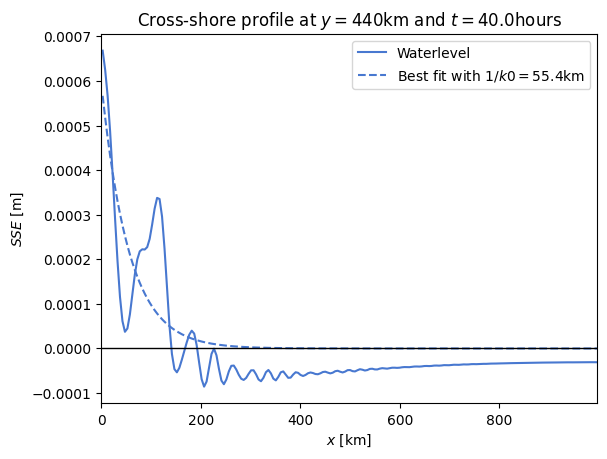 Cross-shore profile at y = 440km and t = 40.0hours
Waterlevel
Best fit with 1/k0 = 55.4km
0.0007
0.0006
0.0005
0.0004
0.0003
0.0002
0.0001
0.0000
−0.0001
SSE [m]
0 200 400 600 800
x [km]